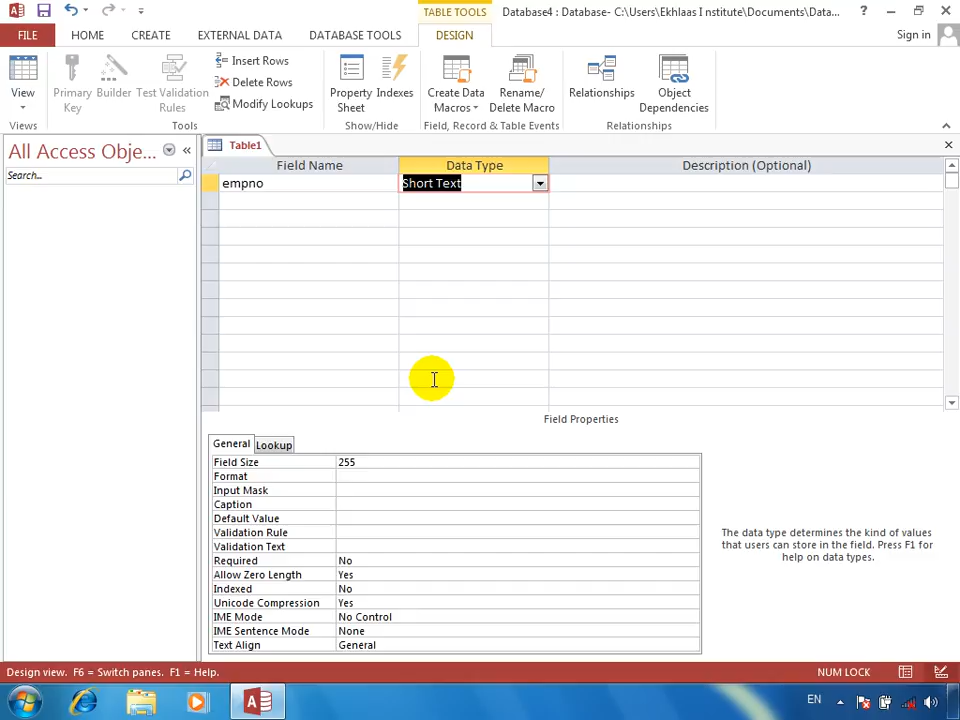 TABLE TOOLS
Database4 : Database- C:\Users\Ekhlaas I nstitute\Documents\Data...
FILE HOME CREATE EXTERNAL DATA DATABASE TOOLS DESIGN Sign in
View
Primary Key
Builder
Test Validation Rules
Insert Rows
Delete Rows
Modify Lookups
Property Sheet
Indexes
Create Data Macros
Rename/ Delete Macro
Relationships
Object Dependencies
Views Tools Show/Hide Field, Record & Table Events Relationships
All Access Obje...
Search...
Table1
Field Name Data Type Description (Optional)
empno Short Text
Field Properties
General Lookup
Field Size 255
Format
Input Mask
Caption
Default Value
Validation Rule
Validation Text
Required No
Allow Zero Length Yes
Indexed No
Unicode Compression Yes
IME Mode No Control
IME Sentence Mode None
Text Align General
The data type determines the kind of values
that users can store in the field. Press F1 for
help on data types.
Design view. F6 = Switch panes. F1 = Help. NUM LOCK
EN 12:02 PM